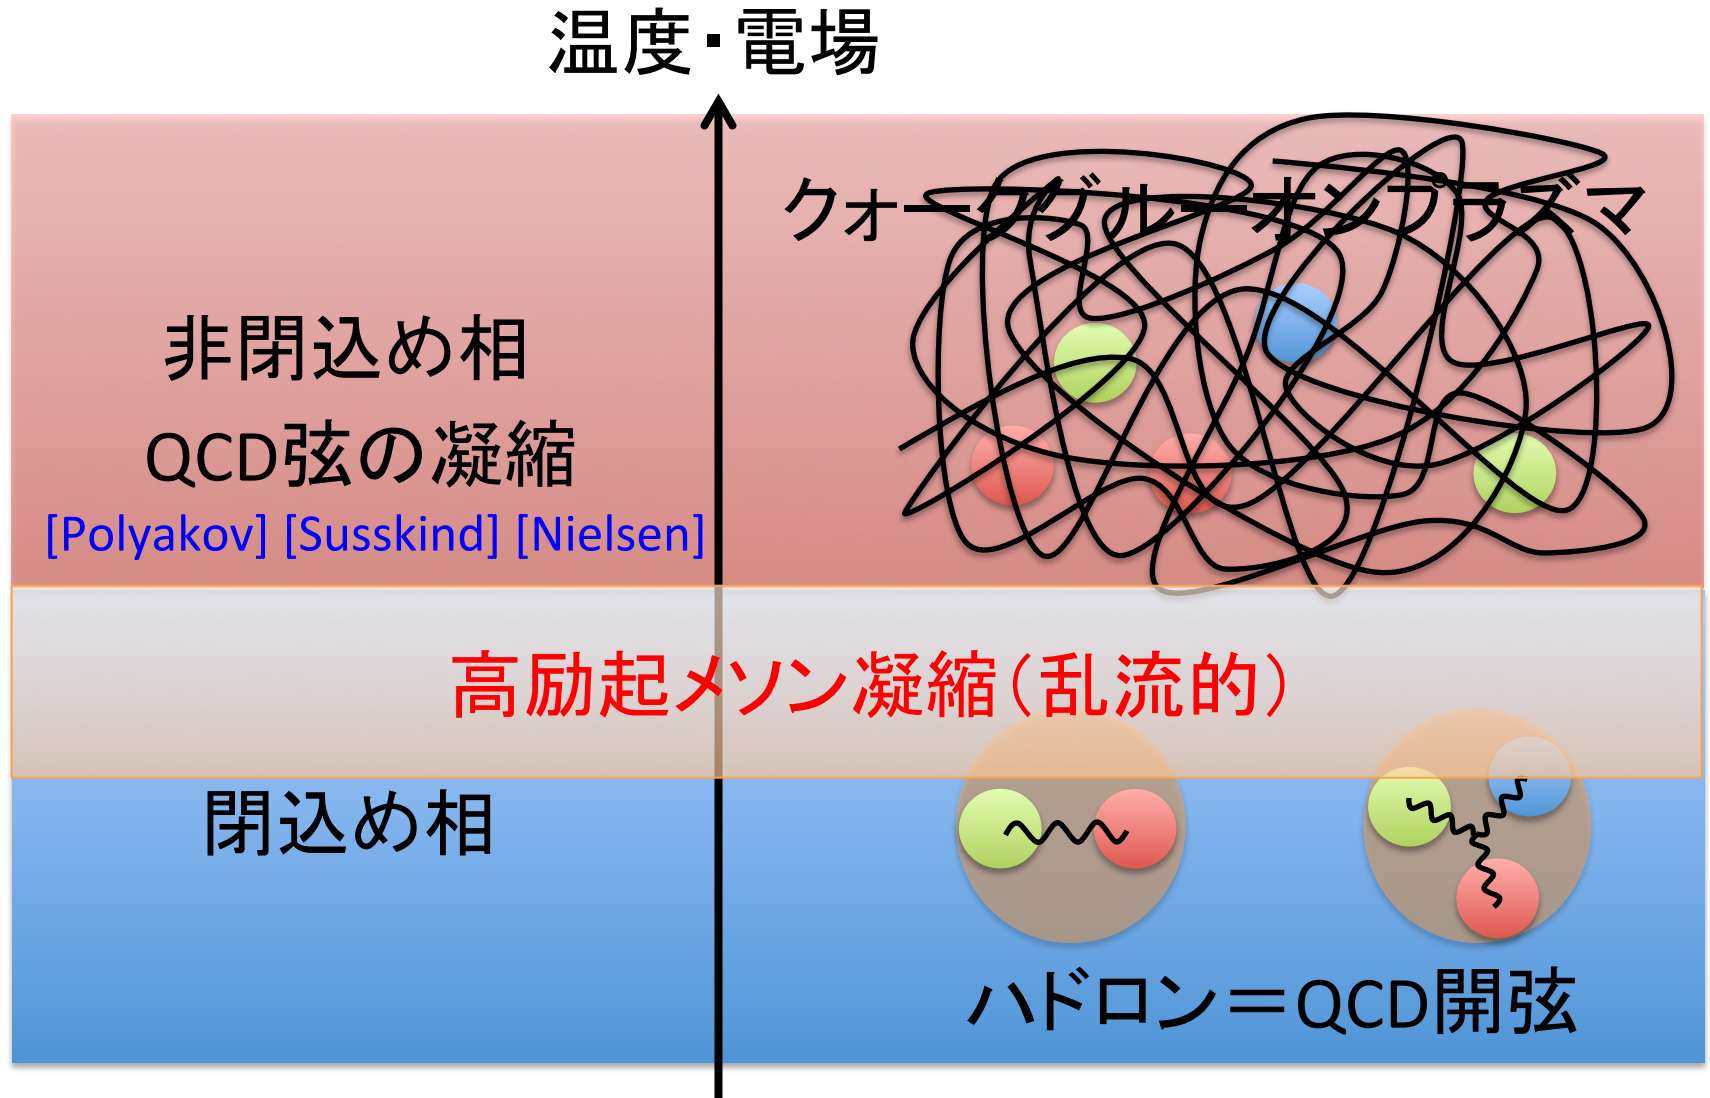 温度・電場
クォークグルーオンプラズマ
非閉込め相
QCD弦の凝縮
[Polyakov] [Susskind] [Nielsen]
高励起メソン凝縮（乱流的）
閉込め相
ハドロン＝QCD開弦